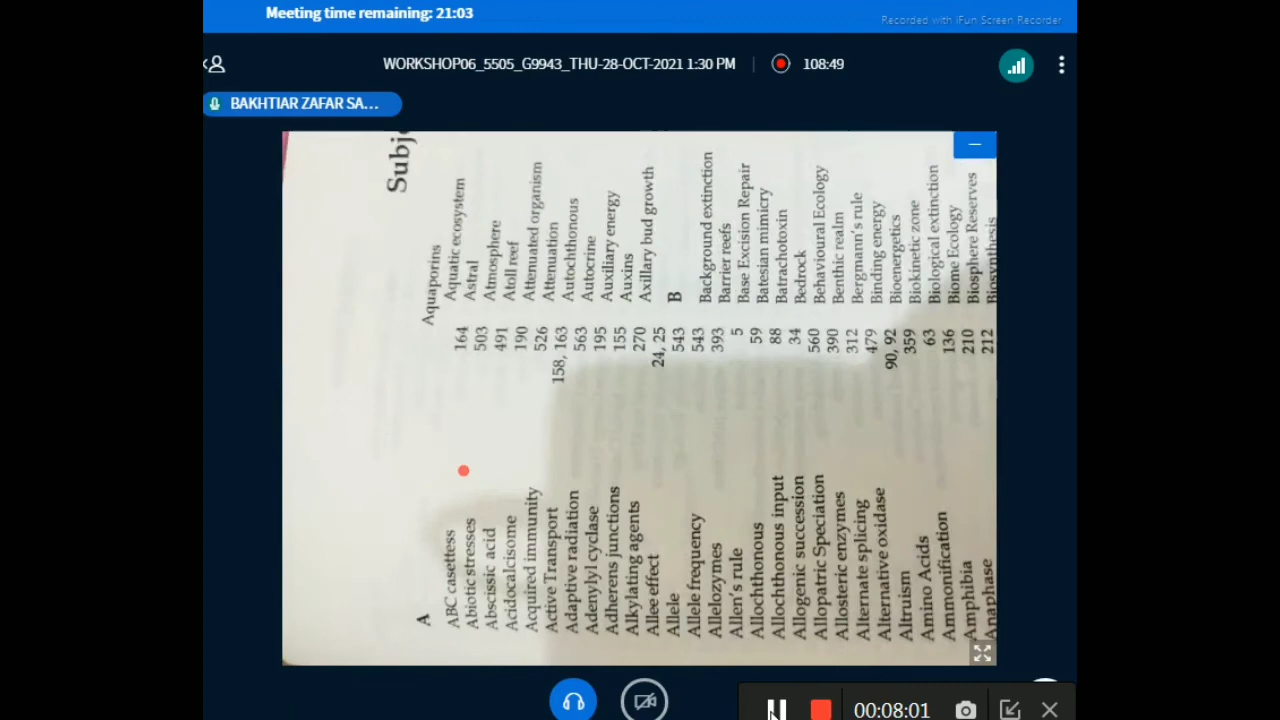 Meeting time remaining: 21:03
Recorded with iFun Screen Recorder
WORKSHOP06_5505_G9943_THU-28-OCT-2021 1:30 PM
108:49
BAKHTIAR ZAFAR SA...
Subj
A
ABC casettess 164
Abiotic stresses 503
Abscissic acid 491
Acidocalcisome 190
Acquired immunity 526
Active Transport 158, 163
Adaptive radiation 563
Adenylyl cyclase 195
Adherens junctions 155
Alkylating agents 270
Allee effect 24, 25
Allele 543
Allele frequency 543
Allelozymes 393
Allen's rule 5
Allochthonous 59
Allochthonous input 88
Allogenic succession 34
Allopatric Speciation 560
Allosteric enzymes 390
Alternate splicing 312
Alternative oxidase 479
Altruism 90, 92
Amino Acids 359
Ammonification 63
Amphibia 136
Anaphase 210
212
Aquaporins
Aquatic ecosystem
Astral
Atmosphere
Atoll reef
Attenuated organism
Attenuation
Autochthonous
Autocrine
Auxiliary energy
Auxins
Axillary bud growth
B
Background extinction
Barrier reefs
Base Excision Repair
Batesian mimicry
Batrachotoxin
Bedrock
Behavioural Ecology
Benthic realm
Bergmann's rule
Binding energy
Bioenergetics
Biokinetic zone
Biological extinction
Biome Ecology
Biosphere Reserves
Biosynthesis
00:08:01